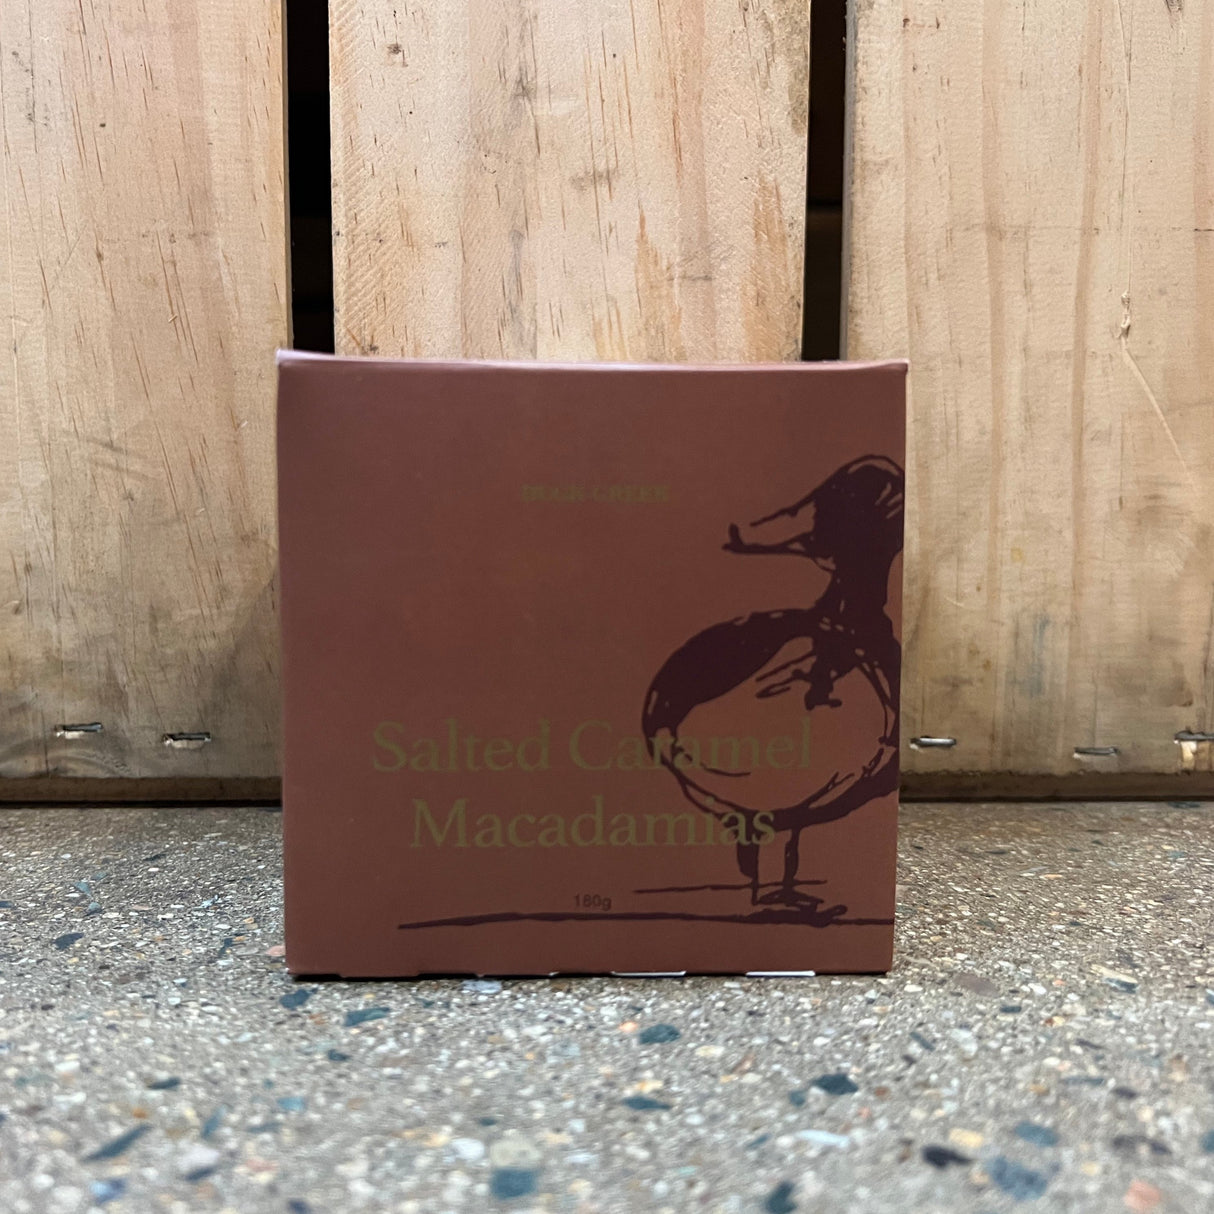 DUCK CREEK
Salted Caramel
Macadamias
180g